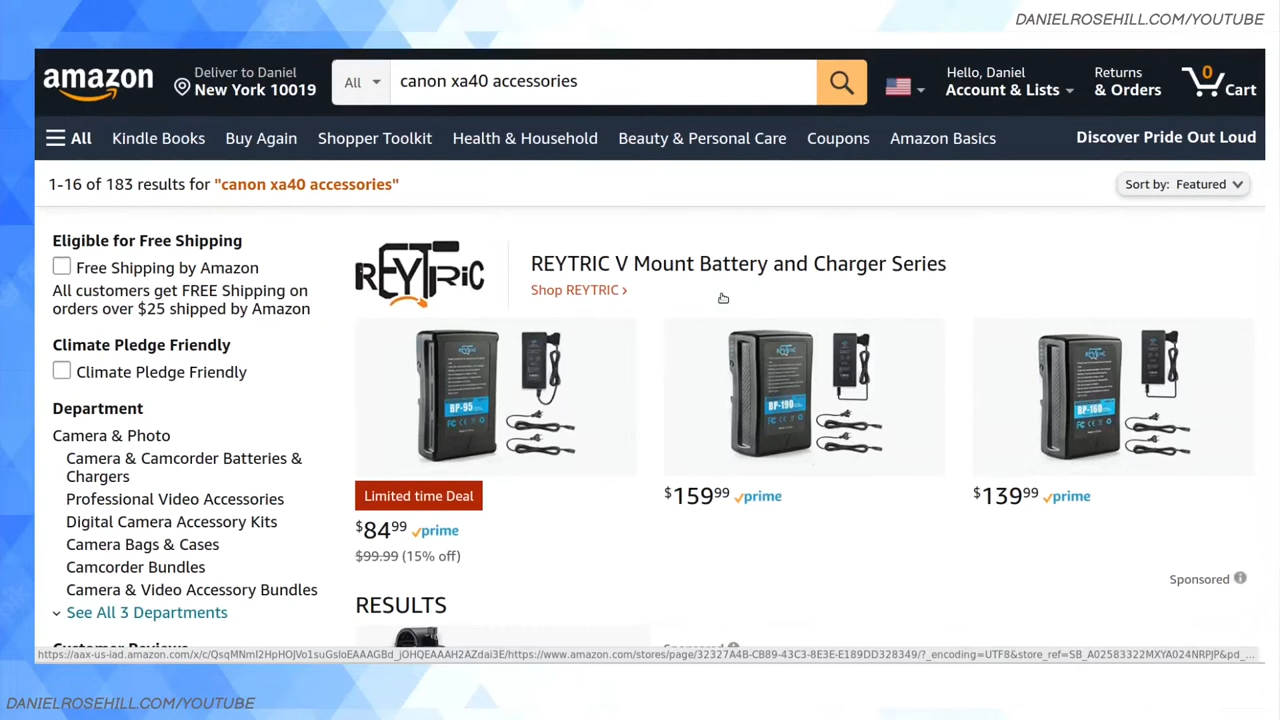 DANIELROSEHILL.COM/YOUTUBE
amazon
Deliver to Daniel
New York 10019
All
canon xa40 accessories
Hello, Daniel
Account & Lists
Returns
& Orders
0
Cart
All
Kindle Books
Buy Again
Shopper Toolkit
Health & Household
Beauty & Personal Care
Coupons
Amazon Basics
Discover Pride Out Loud
1-16 of 183 results for "canon xa40 accessories"
Sort by: Featured
Eligible for Free Shipping
Free Shipping by Amazon
All customers get FREE Shipping on
orders over $25 shipped by Amazon
Climate Pledge Friendly
Climate Pledge Friendly
Department
Camera & Photo
Camera & Camcorder Batteries &
Chargers
Professional Video Accessories
Digital Camera Accessory Kits
Camera Bags & Cases
Camcorder Bundles
Camera & Video Accessory Bundles
See All 3 Departments
Customer Reviews
REYTRIC
REYTRIC V Mount Battery and Charger Series
Shop REYTRIC ›
REYTRIC
BP-95
REYTRIC
BP-190
REYTRIC
BP-160
Limited time Deal
$84.99 prime
$99.99 (15% off)
$159.99 prime
$139.99 prime
Sponsored
RESULTS
Sponsored
DANIELROSEHILL.COM/YOUTUBE